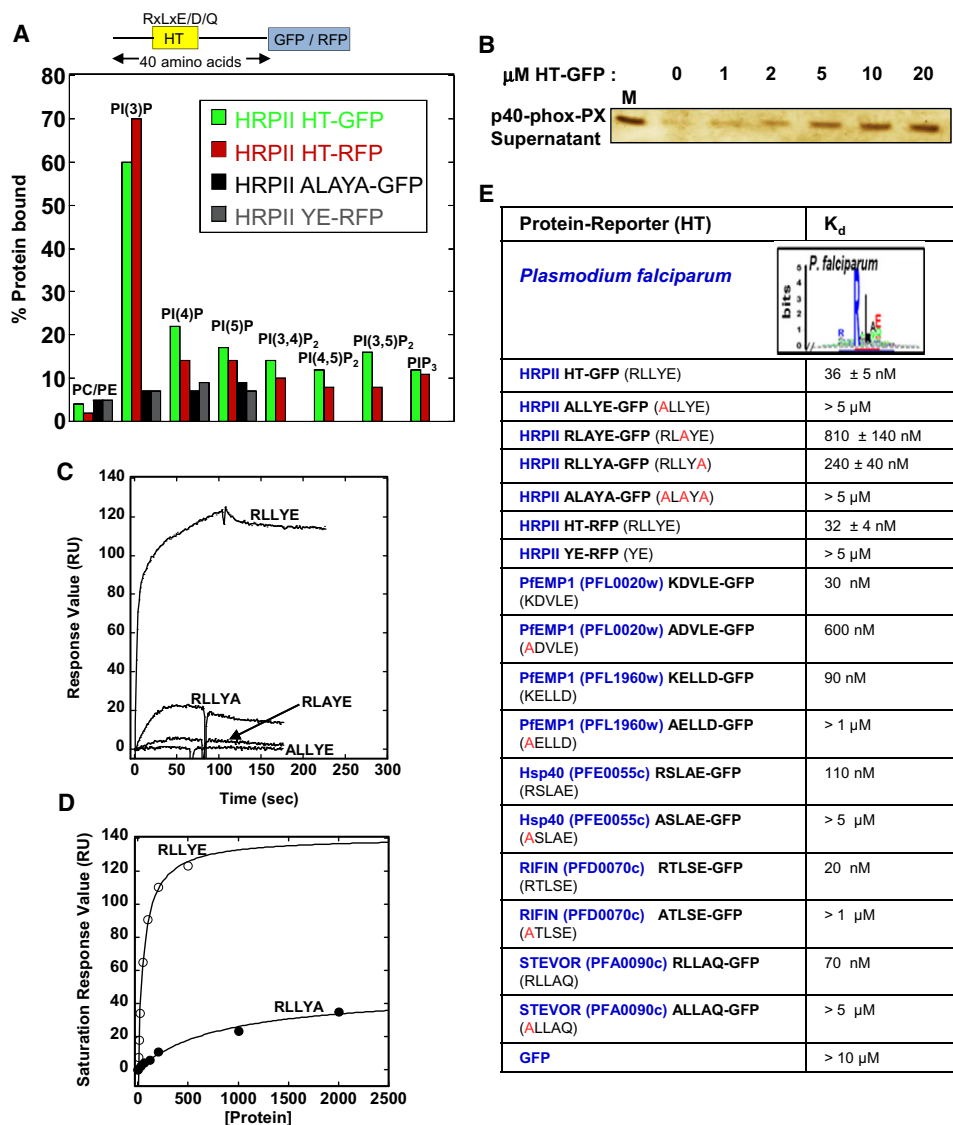 A
RxLxE/D/Q
HT
GFP / RFP
40 amino acids
80
70
60
50
40
30
20
10
0
% Protein bound
PI(3)P
HRPII HT-GFP
HRPII HT-RFP
HRPII ALAYA-GFP
HRPII YE-RFP
PC/PE
PI(4)P
PI(5)P
PI(3,4)P2
PI(4,5)P2
PI(3,5)P2
PIP3
B
µM HT-GFP : 0 1 2 5 10 20
M
p40-phox-PX
Supernatant
C
Response Value (RU)
140
120
100
80
60
40
20
0
RLLYE
RLLYA
RLAYE
ALLYE
0 50 100 150 200 250 300
Time (sec)
D
Saturation Response Value (RU)
140
120
100
80
60
40
20
0
RLLYE
RLLYA
0 500 1000 1500 2000 2500
[Protein]
E
Protein-Reporter (HT) Kd
Plasmodium falciparum
P. falciparum
bits
5
4
3
2
1
R
A
E
HRPII HT-GFP (RLLYE) 36 ± 5 nM
HRPII ALLYE-GFP (ALLYE) > 5 µM
HRPII RLAYE-GFP (RLAYE) 810 ± 140 nM
HRPII RLLYA-GFP (RLLYA) 240 ± 40 nM
HRPII ALAYA-GFP (ALAYA) > 5 µM
HRPII HT-RFP (RLLYE) 32 ± 4 nM
HRPII YE-RFP (YE) > 5 µM
PfEMP1 (PFL0020w) KDVLE-GFP 30 nM
(KDVLE)
PfEMP1 (PFL0020w) ADVLE-GFP 600 nM
(ADVLE)
PfEMP1 (PFL1960w) KELLD-GFP 90 nM
(KELLD)
PfEMP1 (PFL1960w) AELLD-GFP > 1 µM
(AELLD)
Hsp40 (PFE0055c) RSLAE-GFP 110 nM
(RSLAE)
Hsp40 (PFE0055c) ASLAE-GFP > 5 µM
(ASLAE)
RIFIN (PFD0070c) RTLSE-GFP 20 nM
(RTLSE)
RIFIN (PFD0070c) ATLSE-GFP > 1 µM
(ATLSE)
STEVOR (PFA0090c) RLLAQ-GFP 70 nM
(RLLAQ)
STEVOR (PFA0090c) ALLAQ-GFP > 5 µM
(ALLAQ)
GFP > 10 µM